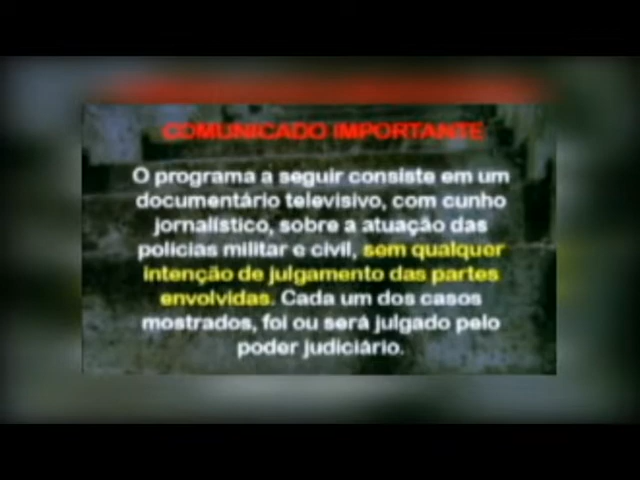 COMUNICADO IMPORTANTE
O programa a seguir consiste em um
documentário televisivo, com cunho
jornalístico, sobre a atuação das
polícias militar e civil, sem qualquer
intenção de julgamento das partes
envolvidas. Cada um dos casos
mostrados, foi ou será julgado pelo
poder judiciário.